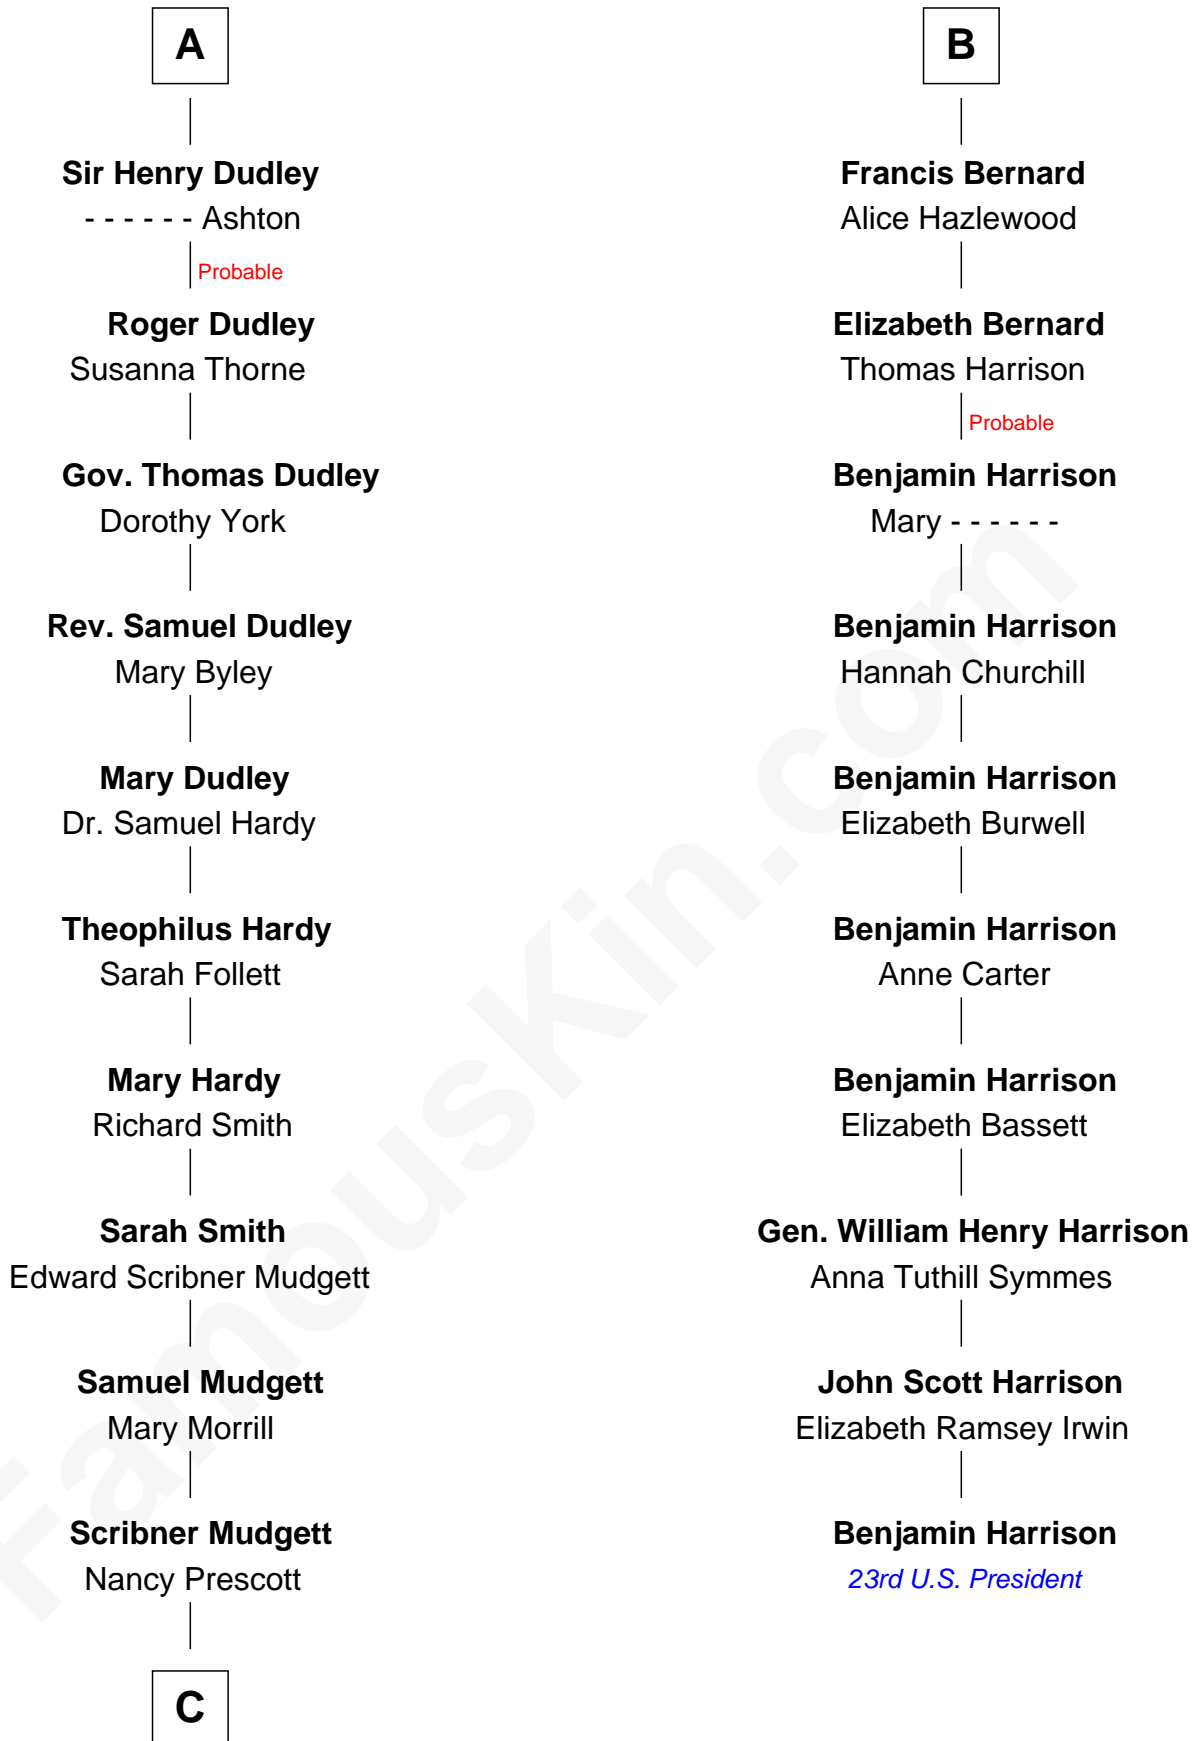 A
Sir Henry Dudley
- - - - - - Ashton
Probable
Roger Dudley
Susanna Thorne
Gov. Thomas Dudley
Dorothy York
Rev. Samuel Dudley
Mary Byley
Mary Dudley
Dr. Samuel Hardy
Theophilus Hardy
Sarah Follett
Mary Hardy
Richard Smith
Sarah Smith
Edward Scribner Mudgett
Samuel Mudgett
Mary Morrill
Scribner Mudgett
Nancy Prescott
C
B
Francis Bernard
Alice Hazlewood
Elizabeth Bernard
Thomas Harrison
Probable
Benjamin Harrison
Mary - - - - - -
Benjamin Harrison
Hannah Churchill
Benjamin Harrison
Elizabeth Burwell
Benjamin Harrison
Anne Carter
Benjamin Harrison
Elizabeth Bassett
Gen. William Henry Harrison
Anna Tuthill Symmes
John Scott Harrison
Elizabeth Ramsey Irwin
Benjamin Harrison
23rd U.S. President
FamousKin.com